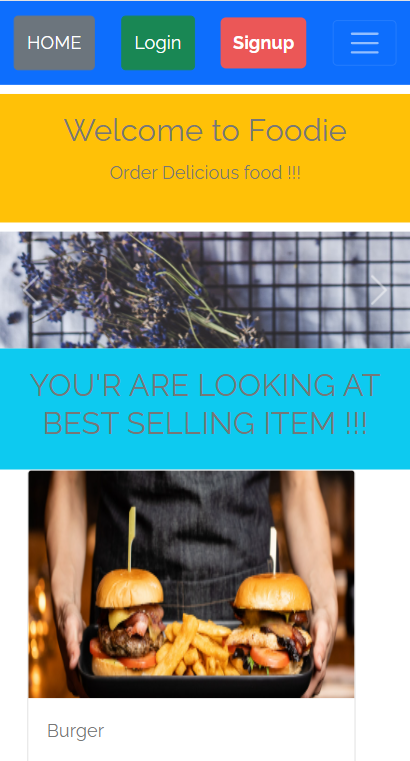 HOME Login Signup
Welcome to Foodie
Order Delicious food !!!
YOU'R ARE LOOKING AT
BEST SELLING ITEM !!!
Burger